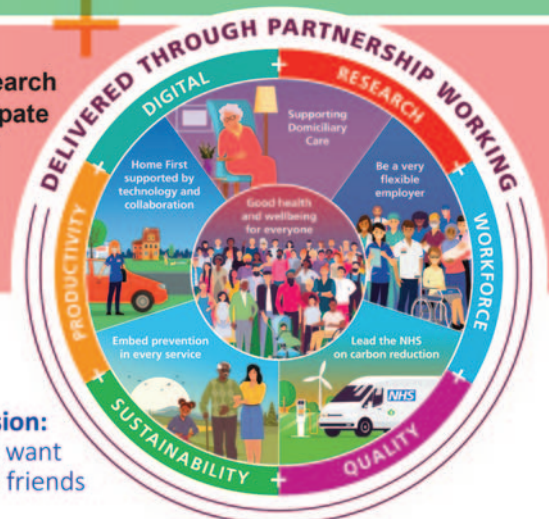 DELIVERED THROUGH PARTNERSHIP WORKING
earch
pate
DIGITAL
RESEARCH
WORKFORCE
QUALITY
SUSTAINABILITY
PRODUCTIVITY
Supporting
Domiciliary
Care
Be a very
flexible
employer
Home First
supported by
technology and
collaboration
Good health
and wellbeing
for everyone
Embed prevention
in every service
Lead the NHS
on carbon reduction
NHS
sion:
want
friends